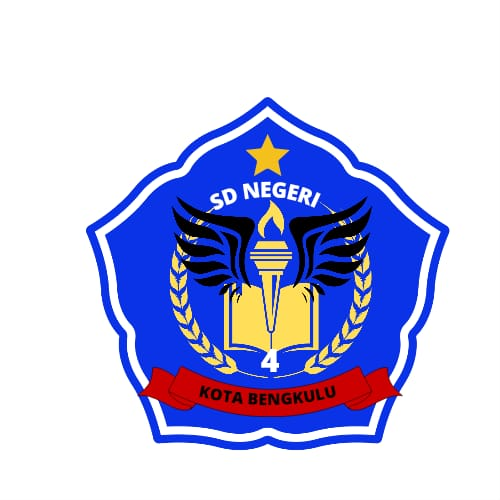 SD NEGERI
4
KOTA BENGKULU